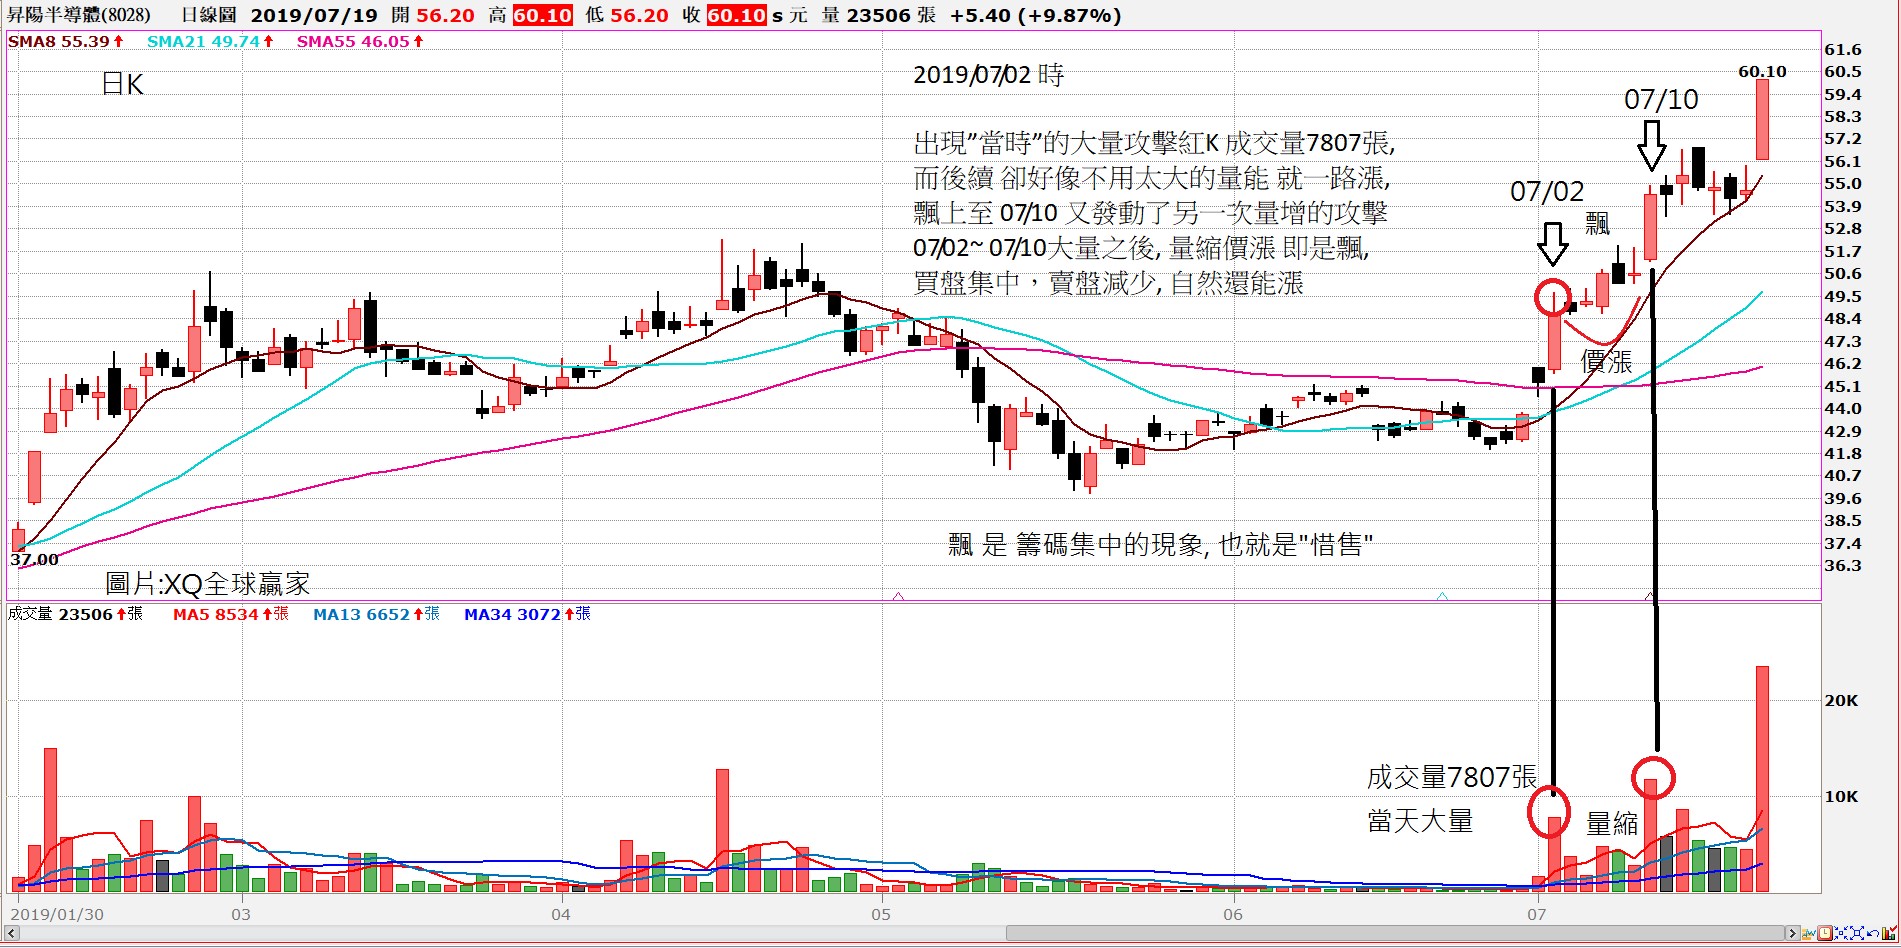 昇陽半導體(8028) 日線圖 2019/07/19 開 56.20 高 60.10 低 56.20 收 60.10 s 元 量 23506 張 +5.40 (+9.87%)
SMA8 55.39 SMA21 49.74 SMA55 46.05
日K
2019/07/02 時
出現"當時"的大量攻擊紅K 成交量7807張,
而後續 卻好像不用太大的量能 就一路漲,
飄上至 07/10 又發動了另一次量增的攻擊
07/02~ 07/10大量之後, 量縮價漲 即是飄,
買盤集中，賣盤減少, 自然還能漲
60.10
07/10
07/02
飄
價漲
飄 是 籌碼集中的現象, 也就是"惜售"
37.00
圖片:XQ全球贏家
61.6
60.5
59.4
58.3
57.2
56.1
55.0
53.9
52.8
51.7
50.6
49.5
48.4
47.3
46.2
45.1
44.0
42.9
41.8
40.7
39.6
38.5
37.4
36.3
成交量 23506 張 MA5 8534 張 MA13 6652 張 MA34 3072 張
20K
10K
成交量7807張
當天大量
量縮
2019/01/30 03 04 05 06 07